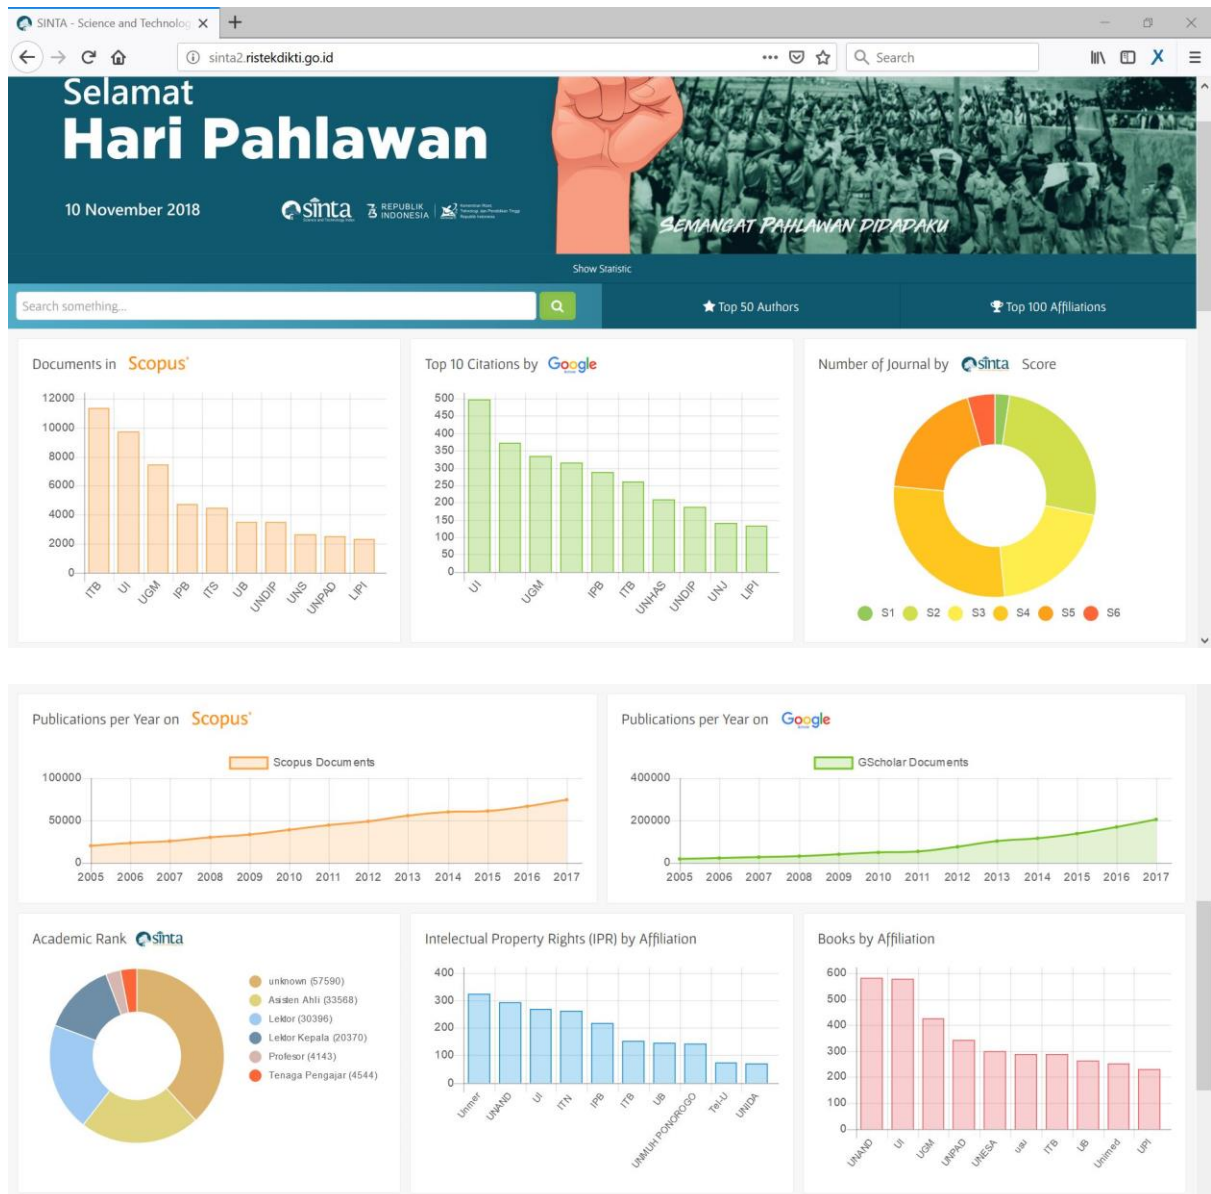 SINTA - Science and Technolog
sinta2.ristekdikti.go.id
Search
Selamat
Hari Pahlawan
10 November 2018
sinta
REPUBLIK
INDONESIA
SEMANGAT PAHLAWAN DIDADAKU
Show Statistic
Search something...
Top 50 Authors
Top 100 Affiliations
Documents in Scopus
12000
10000
8000
6000
4000
2000
0
ITB UI UGM IPB ITS UB UNDIP UNS UNPAD LIPI
Top 10 Citations by Google
500
450
400
350
300
250
200
150
100
50
0
UI UGM IPB ITB UNHAS UNDIP UNJ LIPI
Number of Journal by sinta Score
S1 S2 S3 S4 S5 S6
Publications per Year on Scopus
Scopus Documents
100000
50000
0
2005 2006 2007 2008 2009 2010 2011 2012 2013 2014 2015 2016 2017
Publications per Year on Google
GScholar Documents
400000
200000
0
2005 2006 2007 2008 2009 2010 2011 2012 2013 2014 2015 2016 2017
Academic Rank sinta
unknown (57590)
Asisten Ahli (33568)
Lektor (30396)
Lektor Kepala (20370)
Profesor (4143)
Tenaga Pengajar (4544)
Intelectual Property Rights (IPR) by Affiliation
400
300
200
100
0
Unmer UNAND UI ITN IPB ITB UB UNMUH PONOROGO Tel-U UNIDA
Books by Affiliation
600
500
400
300
200
100
0
UNAND UI UGM UNPAD UNESA uau ITB UB Unimed UPI